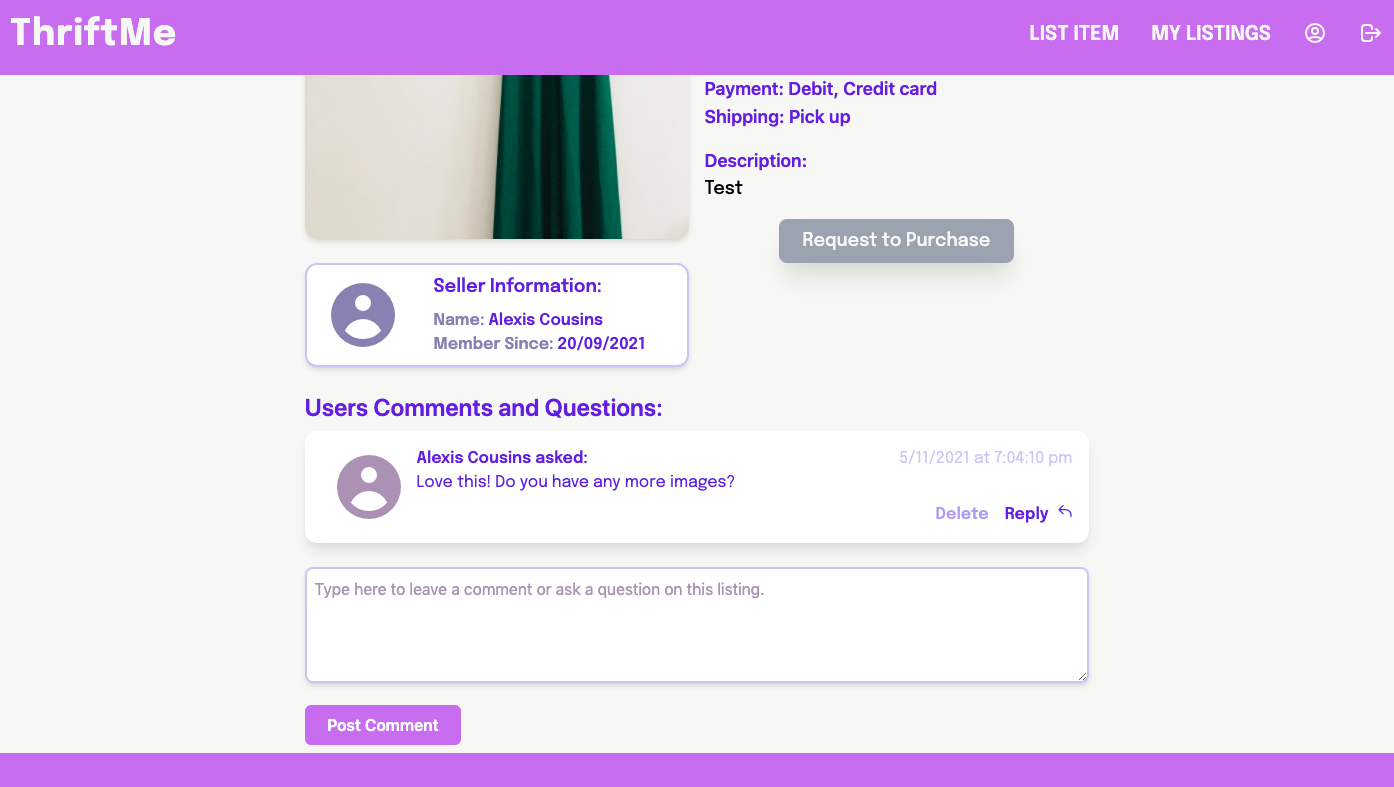 ThriftMe
LIST ITEM
MY LISTINGS
Payment: Debit, Credit card
Shipping: Pick up
Description:
Test
Request to Purchase
Seller Information:
Name: Alexis Cousins
Member Since: 20/09/2021
Users Comments and Questions:
Alexis Cousins asked:
5/11/2021 at 7:04:10 pm
Love this! Do you have any more images?
Delete
Reply
Type here to leave a comment or ask a question on this listing.
Post Comment